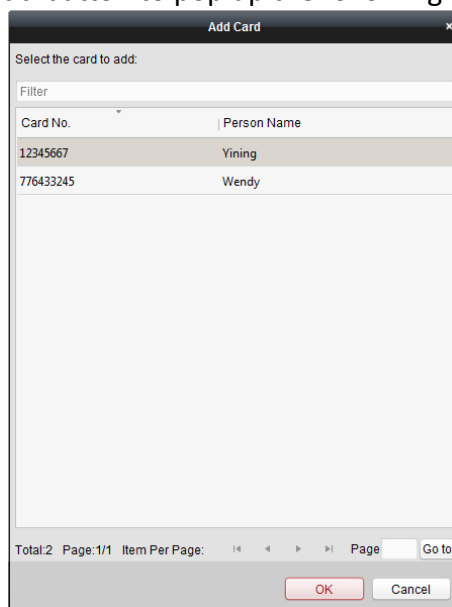 Add Card ×
Select the card to add:
Filter
Card No. Person Name
12345667 Yining
776433245 Wendy
Total:2 Page:1/1 Item Per Page: Page Go to
OK Cancel